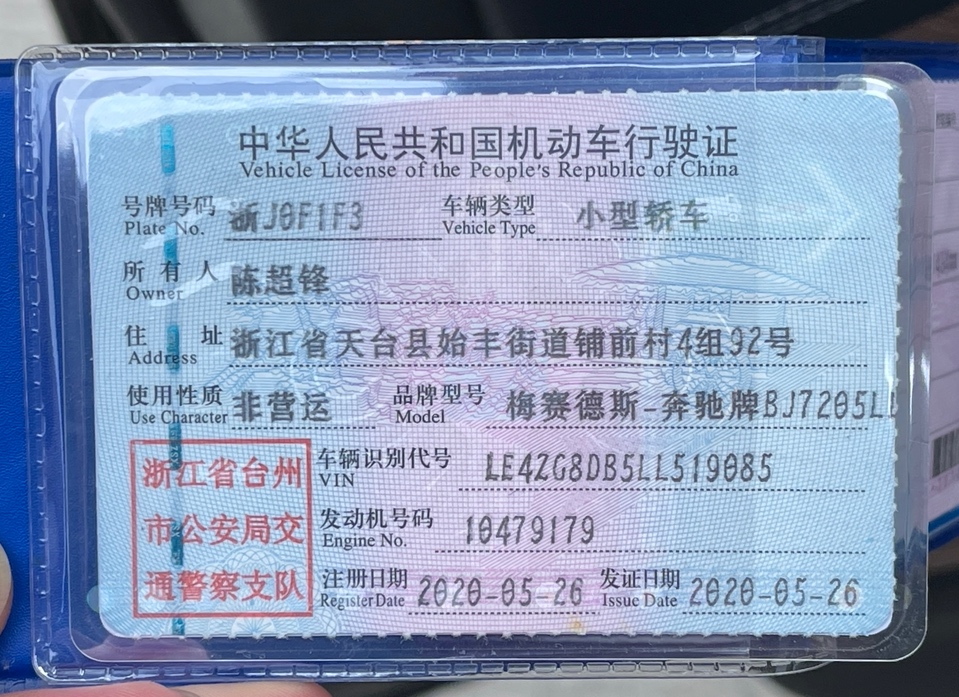 中华人民共和国机动车行驶证
Vehicle License of the People's Republic of China
号牌号码 浙J0F1F3 车辆类型 小型轿车
Plate No. Vehicle Type
所有人 陈超锋
Owner
住址 浙江省天台县始丰街道铺前村4组92号
Address
使用性质 非营运 品牌型号 梅赛德斯-奔驰牌BJ7205L
Use Character Model
浙江省台州
市公安局交
通警察支队
车辆识别代号 LE4ZG8DB5LL519085
VIN
发动机号码 10479179
Engine No.
注册日期 2020-05-26 发证日期 2020-05-26
Register Date Issue Date